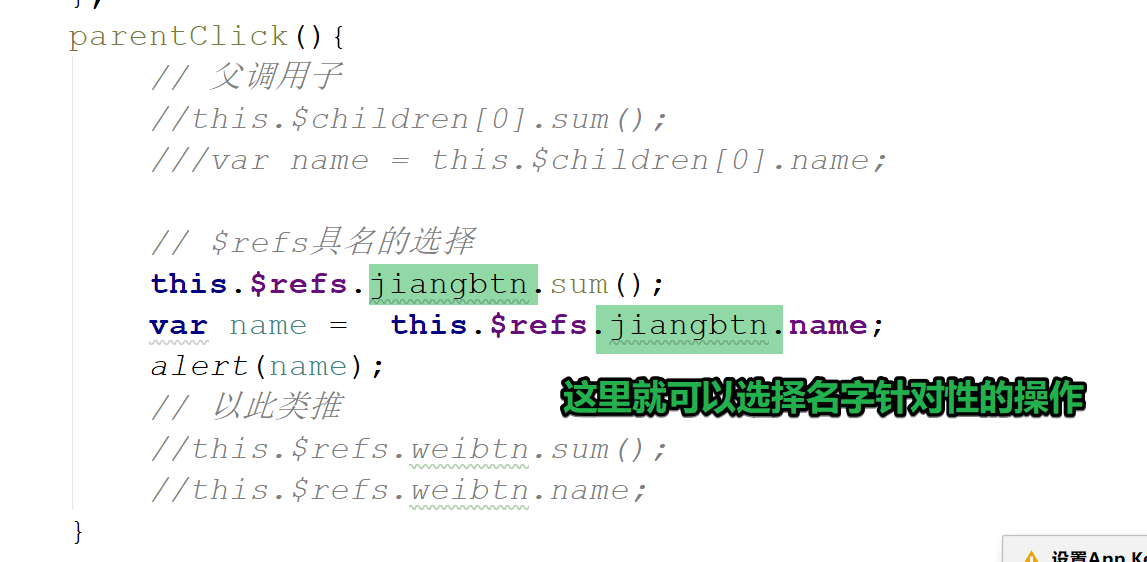 },
parentClick(){
// 父调用子
//this.$children[0].sum();
///var name = this.$children[0].name;
// $refs具名的选择
this.$refs.jiangbtn.sum();
var name =  this.$refs.jiangbtn.name;
alert(name);
这里就可以选择名字针对性的操作
// 以此类推
//this.$refs.weibtn.sum();
//this.$refs.weibtn.name;
}
设置App Ke